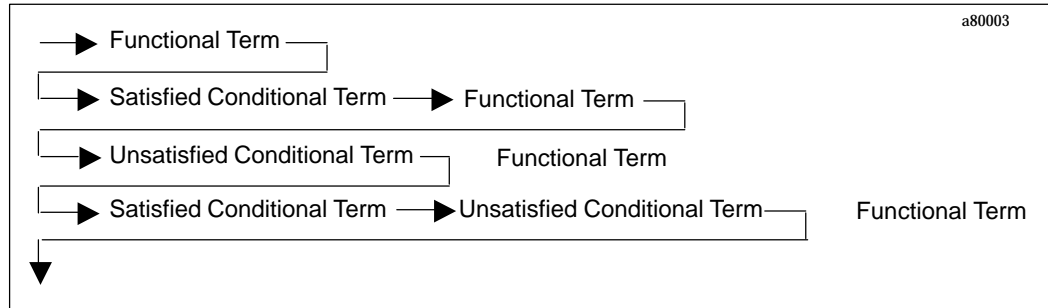 a80003
Functional Term
Satisfied Conditional Term Functional Term
Unsatisfied Conditional Term Functional Term
Satisfied Conditional Term Unsatisfied Conditional Term Functional Term